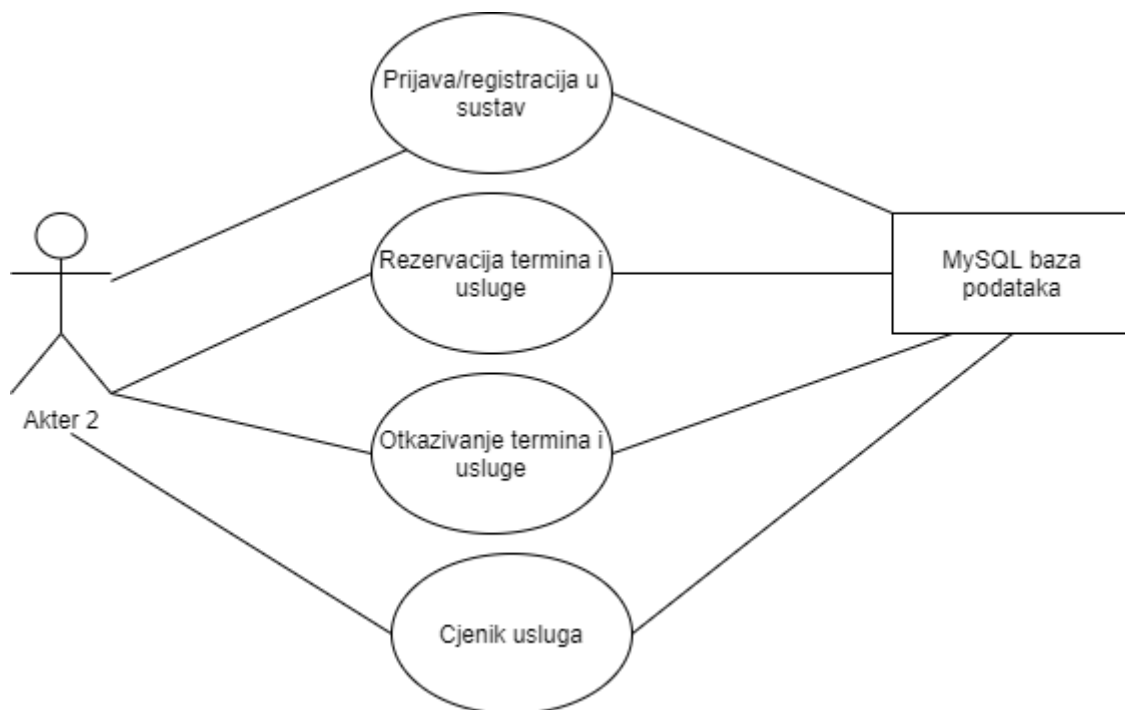 Prijava/registracija u
sustav
Rezervacija termina i
usluge
MySQL baza
podataka
Akter 2
Otkazivanje termina i
usluge
Cjenik usluga